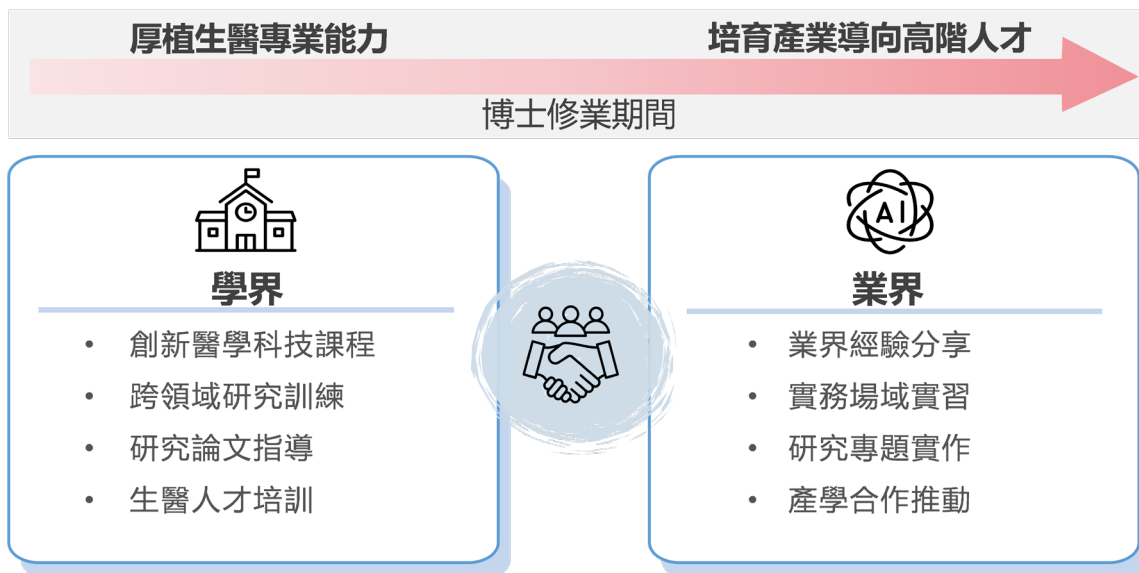 厚植生醫專業能力
培育產業導向高階人才
博士修業期間
學界
• 創新醫學科技課程
• 跨領域研究訓練
• 研究論文指導
• 生醫人才培訓
AI
業界
• 業界經驗分享
• 實務場域實習
• 研究專題實作
• 產學合作推動